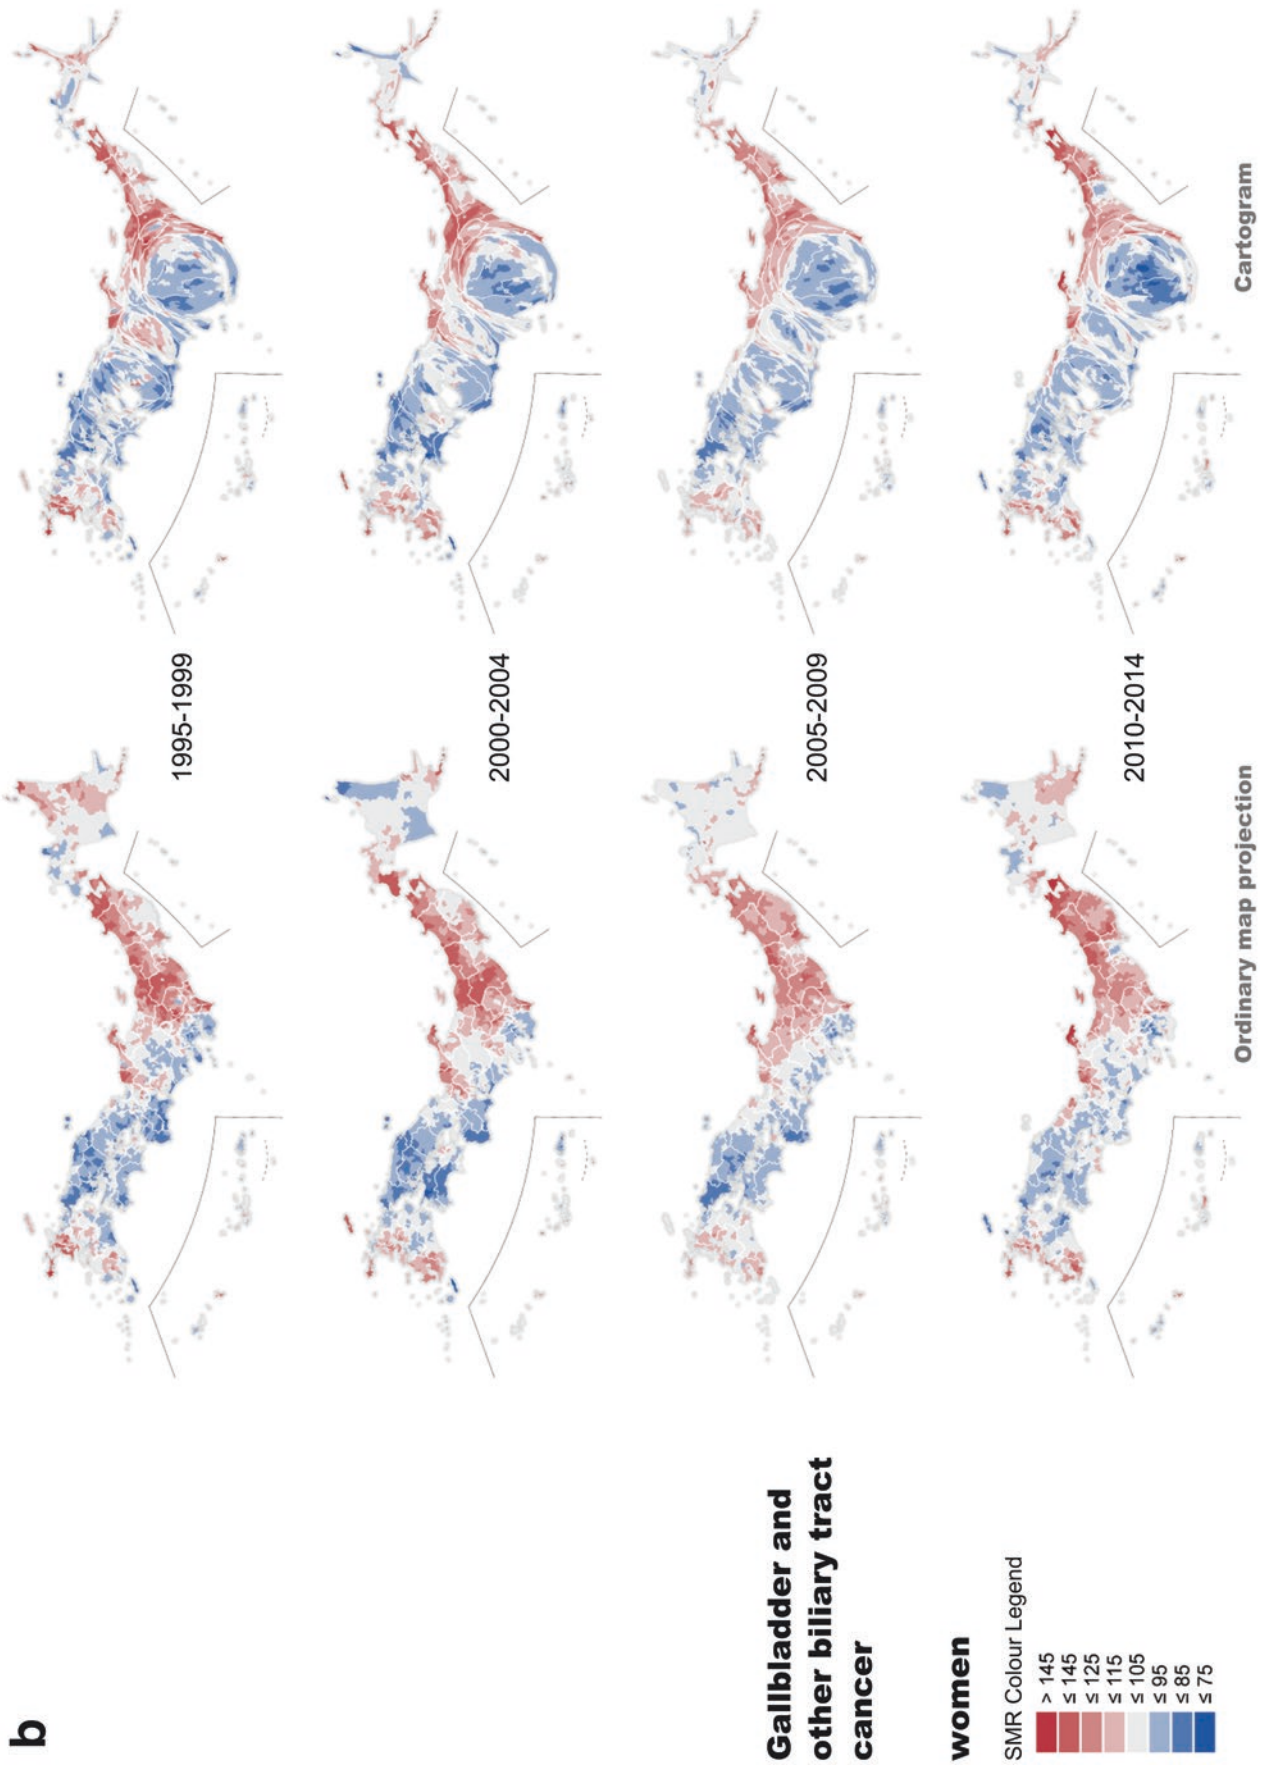 b
Gallbladder and
other biliary tract
cancer
women
SMR Colour Legend
> 145
≤ 145
≤ 125
≤ 115
≤ 105
≤ 95
≤ 85
≤ 75
1995-1999
2000-2004
2005-2009
2010-2014
Ordinary map projection
Cartogram